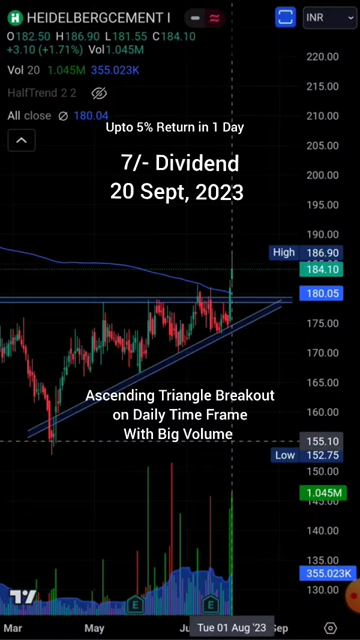 HEIDELBERGCEMENT I
INR
O182.50 H186.90 L181.55 C184.10
+3.10 (+1.71%) Vol1.045M
Vol 20 1.045M 355.023K
HalfTrend 2 2
All close Ø 180.04
Upto 5% Return in 1 Day
7/- Dividend
20 Sept, 2023
220.00
215.00
210.00
205.00
200.00
195.00
190.00
High 186.90
184.10
180.05
175.00
170.00
165.00
160.00
155.10
Low 152.75
150.00
145.00
140.00
1.045M
135.00
355.023K
130.00
Ascending Triangle Breakout
on Daily Time Frame
With Big Volume
E
E
Mar
May
Tue 01 Aug '23